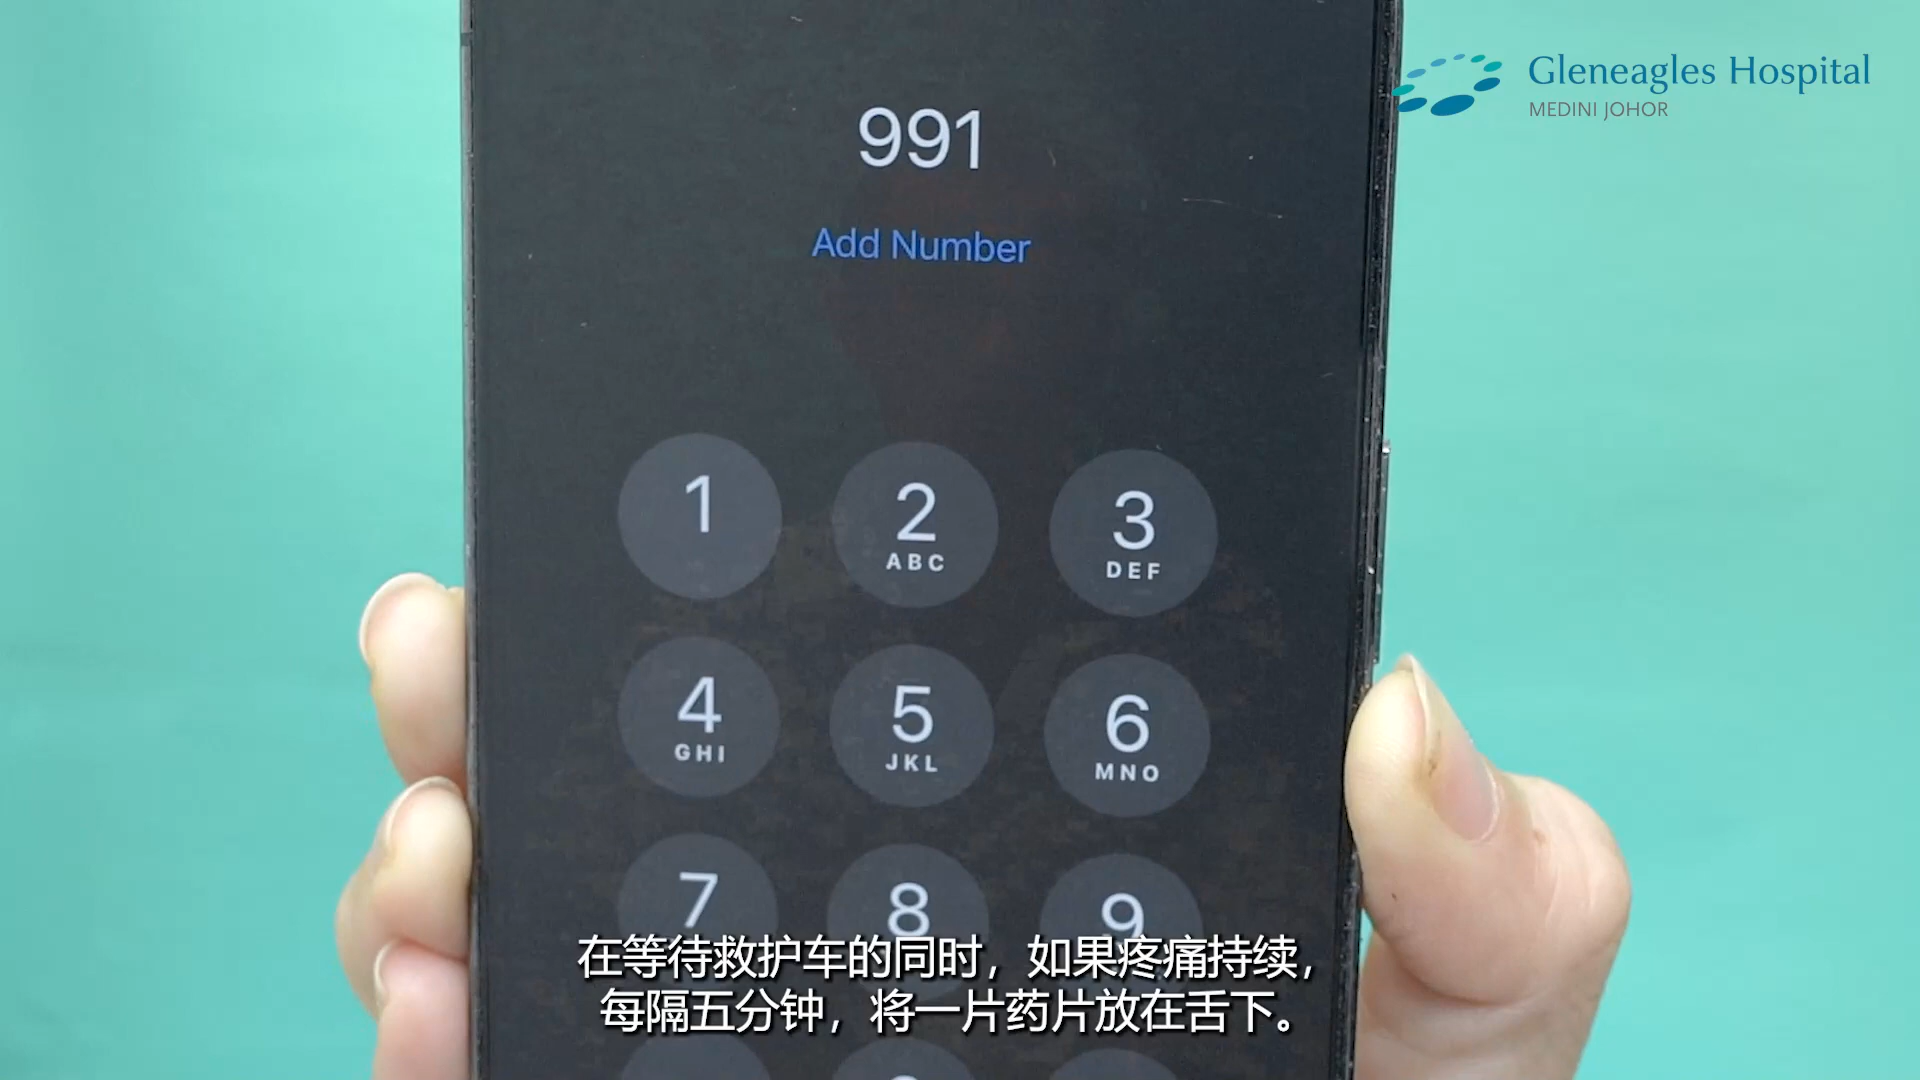 Gleneagles Hospital
MEDINI JOHOR
991
Add Number
1
2
ABC
3
DEF
4
GHI
5
JKL
6
MNO
7
8
9
在等待救护车的同时，如果疼痛持续，
每隔五分钟，将一片药片放在舌下。